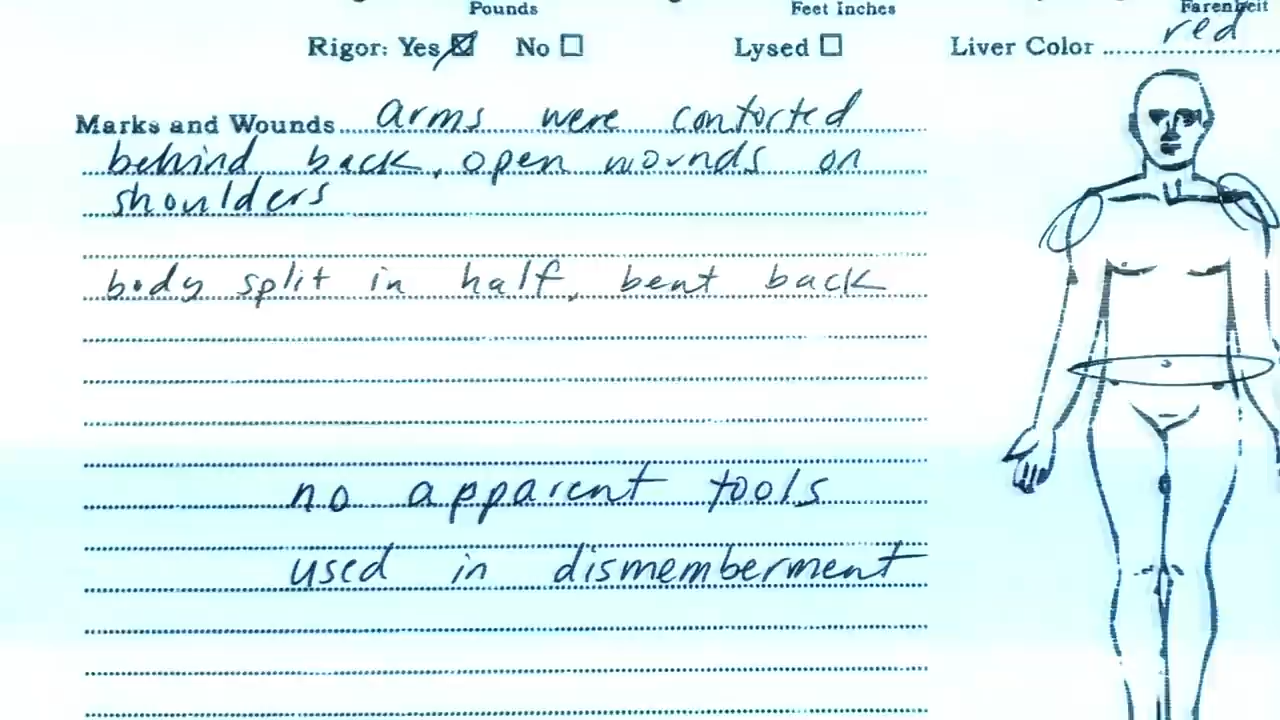 Pounds
Feet Inches
Farenheit
Rigor: Yes No Lysed Liver Color red
Marks and Wounds arms were contorted
behind back, open wounds on
shoulders
body split in half, bent back
no apparent tools
used in dismemberment